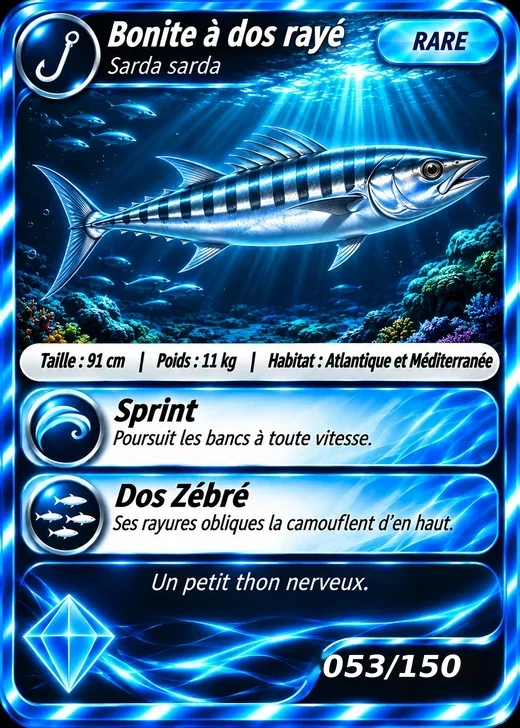 Bonite à dos rayé
Sarda sarda
RARE
Taille : 91 cm | Poids : 11 kg | Habitat : Atlantique et Méditerranée
Sprint
Poursuit les bancs à toute vitesse.
Dos Zébré
Ses rayures obliques la camouflent d'en haut.
Un petit thon nerveux.
053/150